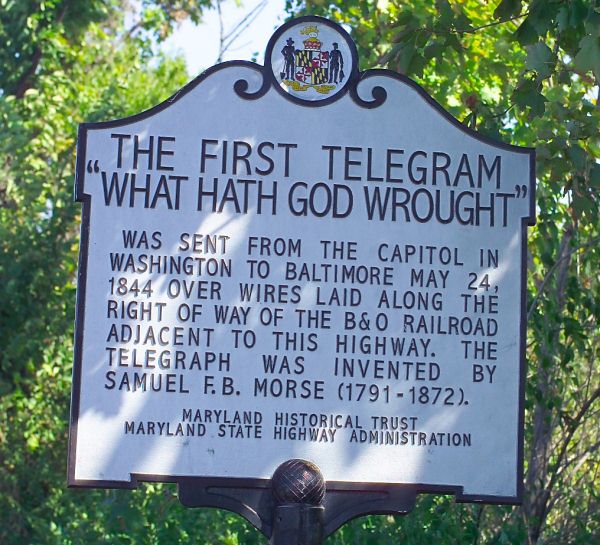 THE FIRST TELEGRAM
"WHAT HATH GOD WROUGHT"
WAS SENT FROM THE CAPITOL IN
WASHINGTON TO BALTIMORE MAY 24,
1844 OVER WIRES LAID ALONG THE
RIGHT OF WAY OF THE B&O RAILROAD
ADJACENT TO THIS HIGHWAY. THE
TELEGRAPH WAS INVENTED BY
SAMUEL F.B. MORSE (1791-1872).
MARYLAND HISTORICAL TRUST
MARYLAND STATE HIGHWAY ADMINISTRATION